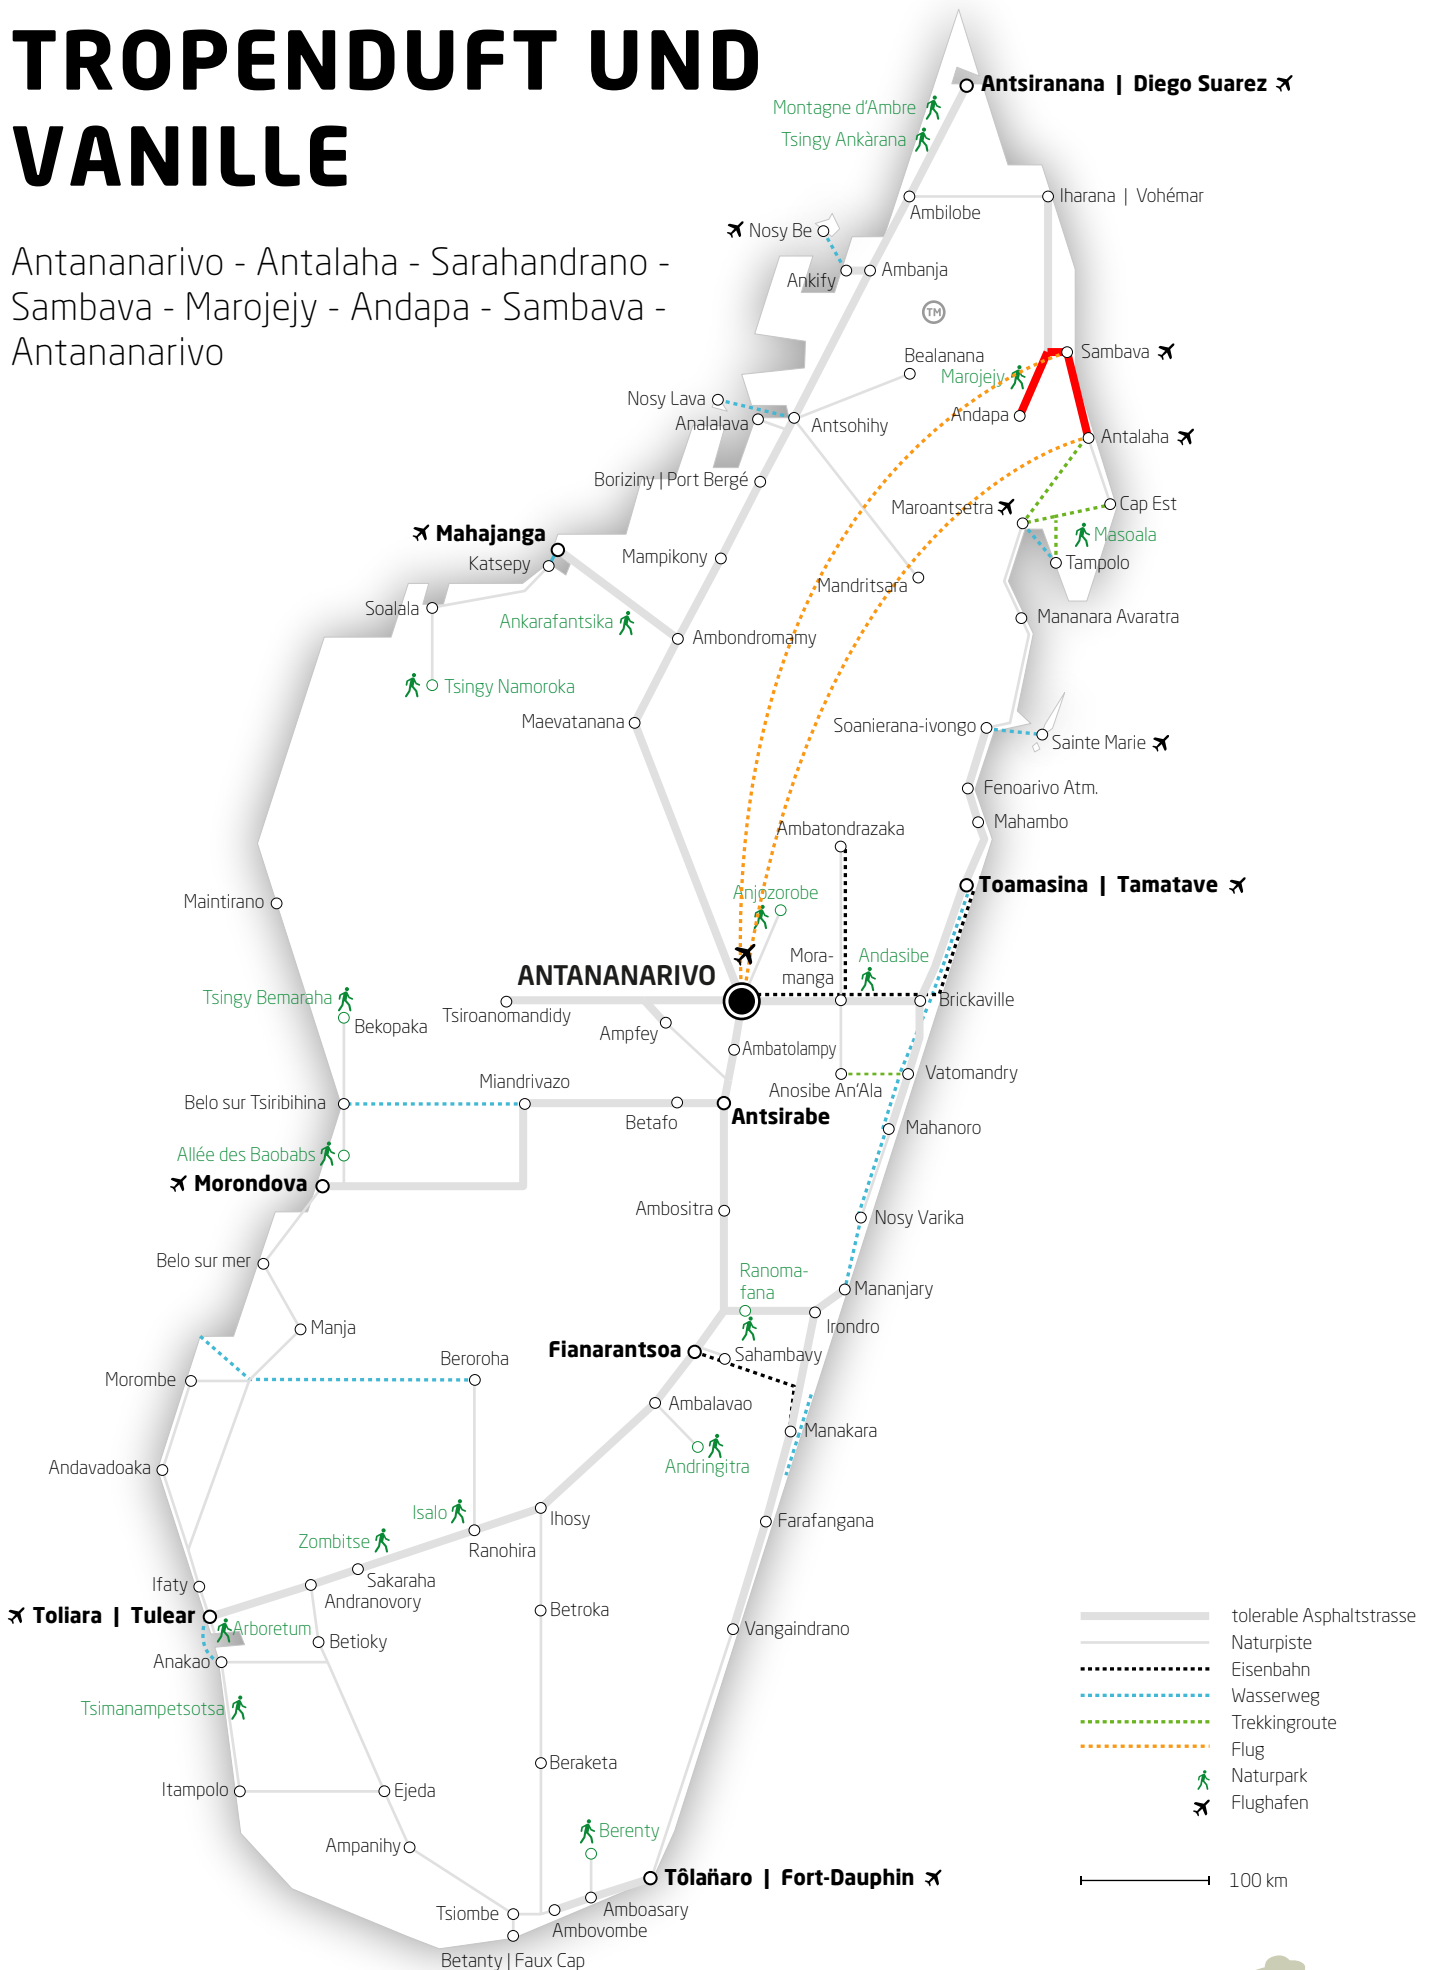 TROPENDUFT UND
VANILLE
Antananarivo - Antalaha - Sarahandrano -
Sambava - Marojejy - Andapa - Sambava -
Antananarivo
Antsiranana | Diego Suarez
Montagne d'Ambre
Tsingy Ankàrana
Ambilobe
Iharana | Vohémar
Nosy Be
Ankify
Ambanja
TM
Sambava
Bealanana
Marojejy
Nosy Lava
Analalava
Antsohihy
Andapa
Antalaha
Boriziny | Port Bergé
Maroantsetra
Cap Est
Masoala
Mahajanga
Katsepy
Mampikony
Tampolo
Mandritsara
Soalala
Ankarafantsika
Ambondromamy
Mananara Avaratra
Tsingy Namoroka
Maevatanana
Soanierana-ivongo
Sainte Marie
Fenoarivo Atm.
Mahambo
Ambatondrazaka
Toamasina | Tamatave
Anjozorobe
Maintirano
ANTANANARIVO
Mora-
manga
Andasibe
Tsingy Bemaraha
Bekopaka
Tsiroanomandidy
Ampfey
Brickaville
Ambatolampy
Anosibe An'Ala
Vatomandry
Miandrivazo
Belo sur Tsiribihina
Betafo
Antsirabe
Mahanoro
Allée des Baobabs
Morondova
Ambositra
Nosy Varika
Belo sur mer
Ranoma-
fana
Mananjary
Irondro
Manja
Fianarantsoa
Sahambavy
Beroroha
Morombe
Ambalavao
Manakara
Andringitra
Andavadoaka
Isalo
Ihosy
Farafangana
Zombitse
Ranohira
Sakaraha
Ifaty
Andranovory
Toliara | Tulear
Arboretum
Betroka
Betioky
Vangaindrano
Anakao
Tsimanampetsotsa
Beraketa
Itampolo
Ejeda
Berenty
Ampanihy
Tôlan̈aro | Fort-Dauphin
Tsiombe
Amboasary
Ambovombe
Betanty | Faux Cap
tolerable Asphaltstrasse
Naturpiste
Eisenbahn
Wasserweg
Trekkingroute
Flug
Naturpark
Flughafen
100 km